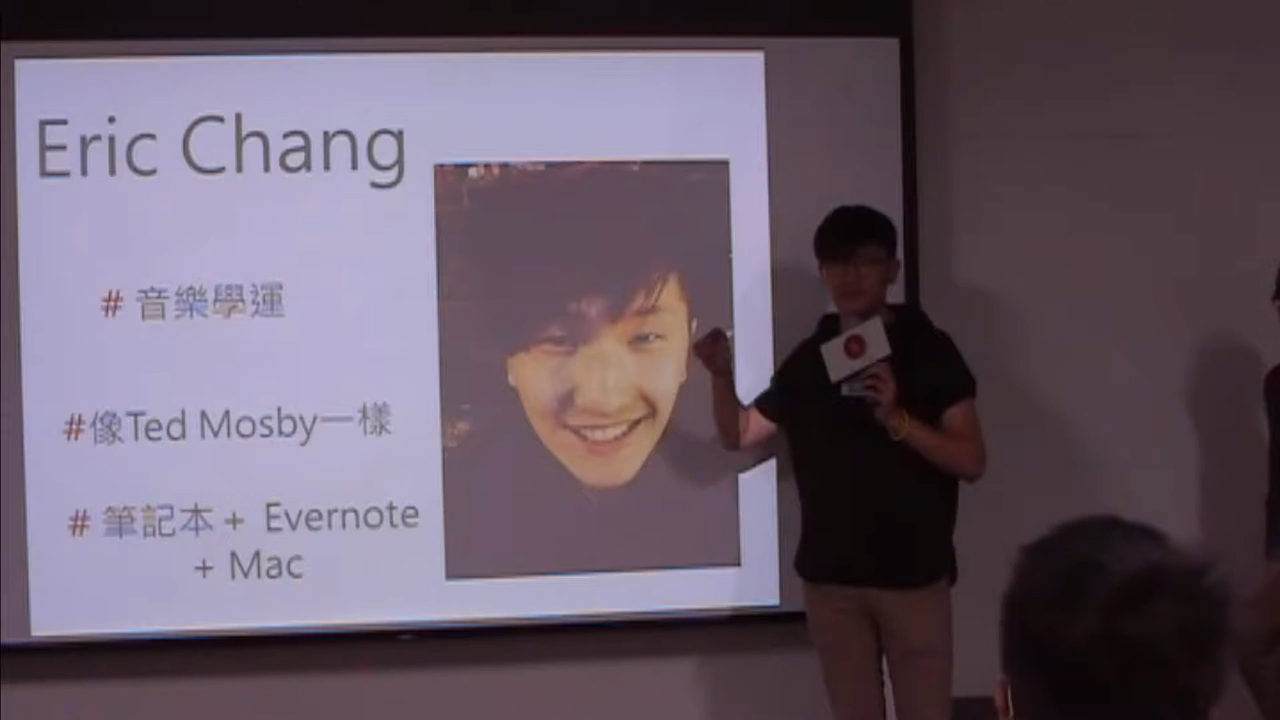 Eric Chang
# 音樂學運
#像Ted Mosby一樣
# 筆記本 + Evernote
+ Mac